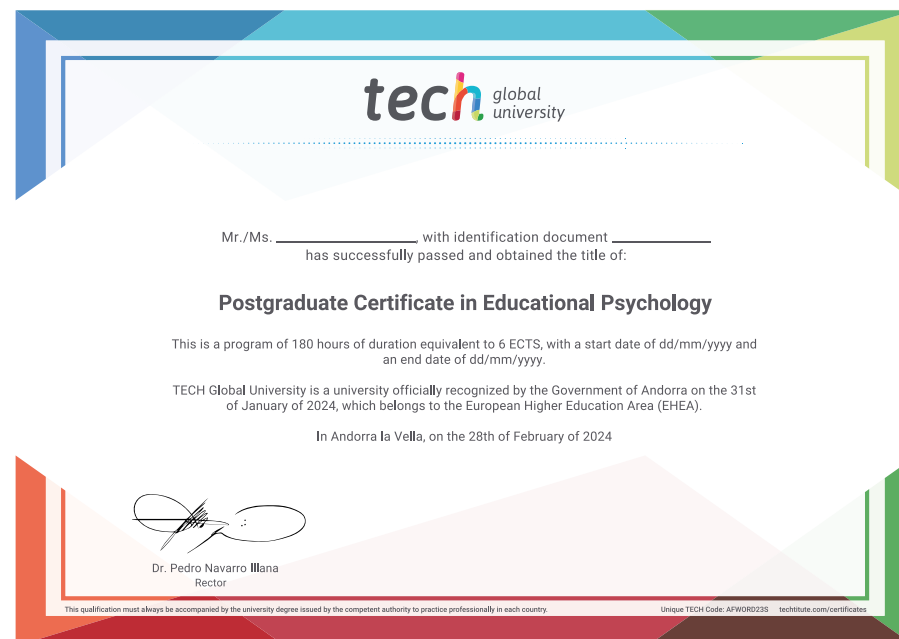 tech global university
Mr./Ms. ____________________, with identification document ______________
has successfully passed and obtained the title of:
Postgraduate Certificate in Educational Psychology
This is a program of 180 hours of duration equivalent to 6 ECTS, with a start date of dd/mm/yyyy and
an end date of dd/mm/yyyy.
TECH Global University is a university officially recognized by the Government of Andorra on the 31st
of January of 2024, which belongs to the European Higher Education Area (EHEA).
In Andorra la Vella, on the 28th of February of 2024
Dr. Pedro Navarro Illana
Rector
This qualification must always be accompanied by the university degree issued by the competent authority to practice professionally in each country. Unique TECH Code: AFWORD23S techtitute.com/certificates